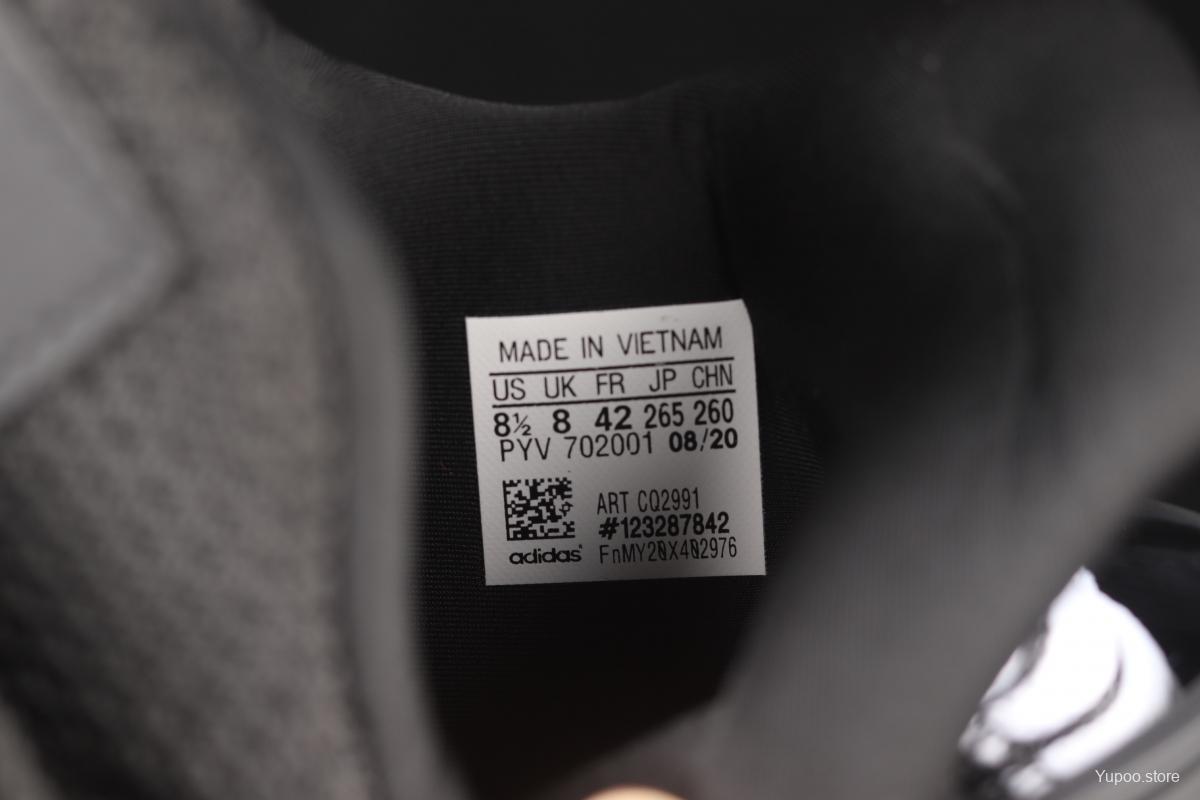 MADE IN VIETNAM
US UK FR JP CHN
8½ 8 42 265 260
PYV 702001 08/20
ART CQ2991
#123287842
adidas FnMY20X402976
Yupoo.store